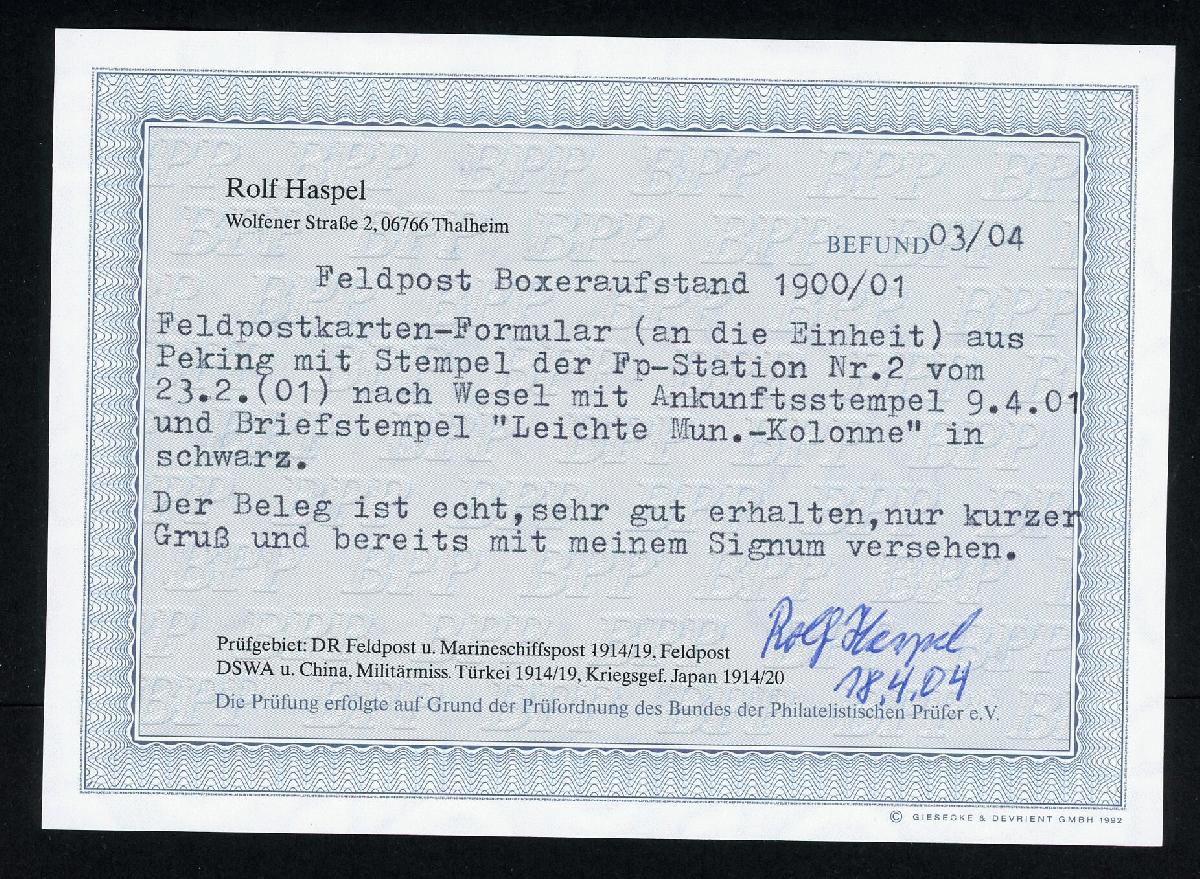 Rolf Haspel
Wolfener Straße 2, 06766 Thalheim
BEFUND 03/04
Feldpost Boxeraufstand 1900/01
Feldpostkarten-Formular (an die Einheit) aus
Peking mit Stempel der Fp-Station Nr.2 vom
23.2.(01) nach Wesel mit Ankunftsstempel 9.4.01
und Briefstempel "Leichte Mun.-Kolonne" in
schwarz.
Der Beleg ist echt,sehr gut erhalten,nur kurzer
Gruß und bereits mit meinem Signum versehen.
Rolf Haspel
18.4.04
Prüfgebiet: DR Feldpost u. Marineschiffspost 1914/19, Feldpost
DSWA u. China, Militärmiss. Türkei 1914/19, Kriegsgef. Japan 1914/20
Die Prüfung erfolgte auf Grund der Prüfordnung des Bundes der Philatelistischen Prüfer e.V.
© GIESECKE & DEVRIENT GMBH 1992